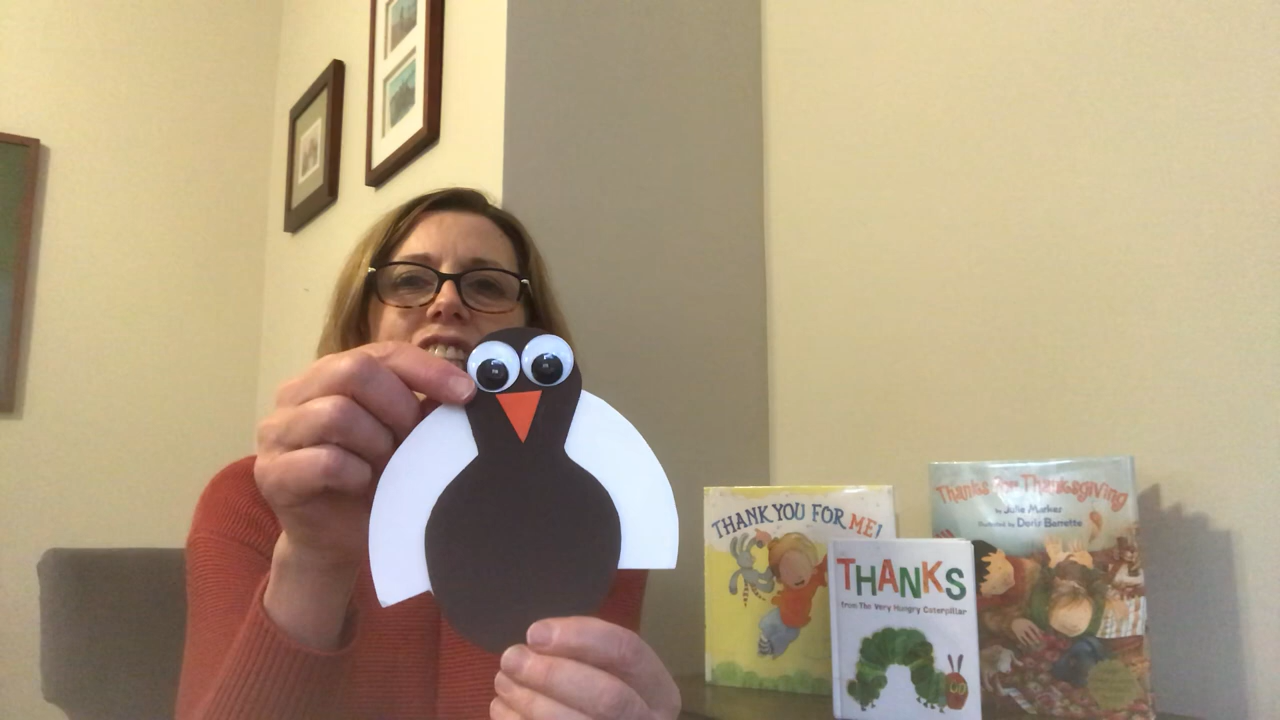 THANK YOU FOR ME!
THANKS
from The Very Hungry Caterpillar
Thanks for Thanksgiving
by Julie Markes
illustrated by Doris Barrette